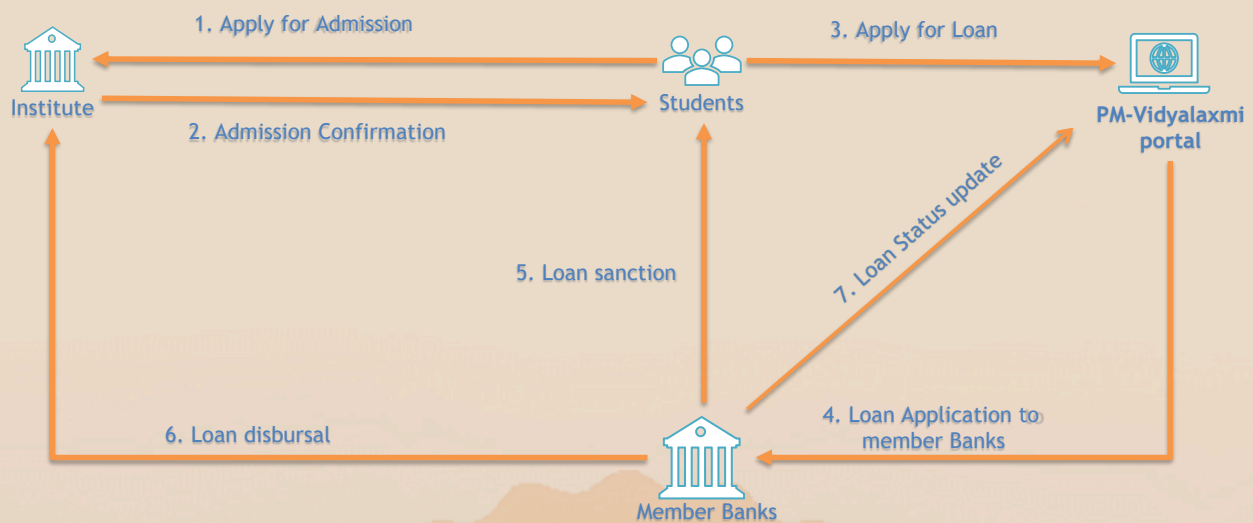 1. Apply for Admission
3. Apply for Loan
Institute
Students
2. Admission Confirmation
PM-Vidyalaxmi
portal
7. Loan Status update
5. Loan sanction
4. Loan Application to
member Banks
6. Loan disbursal
Member Banks